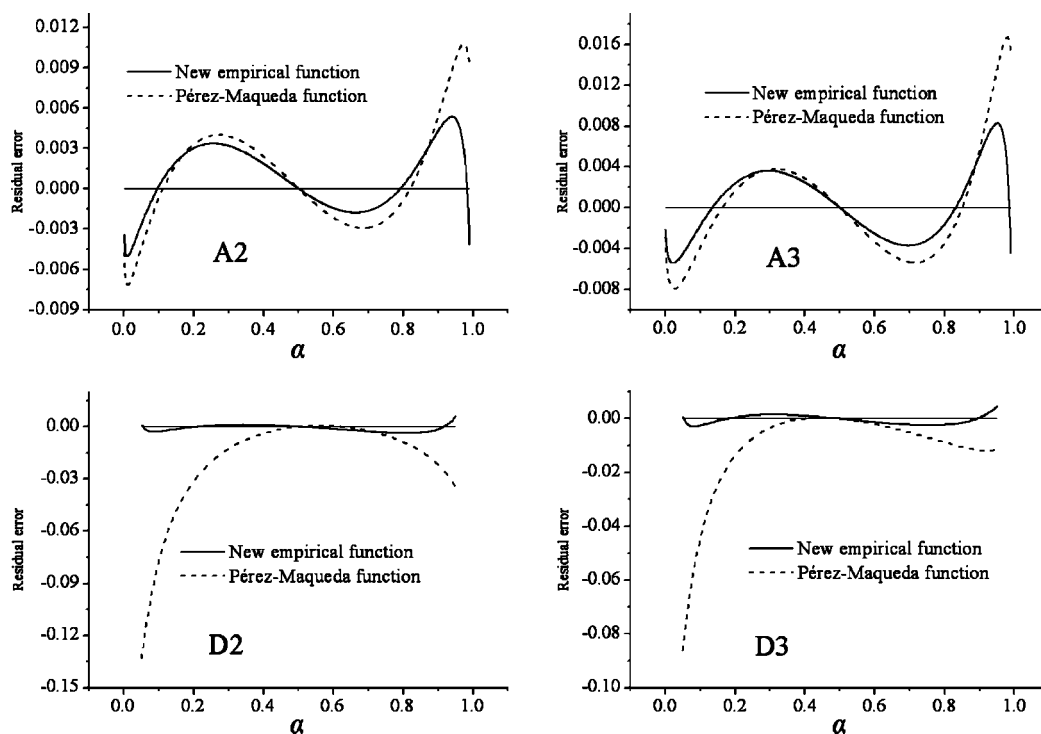 0.012
0.009
0.006
0.003
0.000
-0.003
-0.006
-0.009
Residual error
New empirical function
Pérez-Maqueda function
A2
0.0 0.2 0.4 0.6 0.8 1.0
α
0.016
0.012
0.008
0.004
0.000
-0.004
-0.008
Residual error
New empirical function
Pérez-Maqueda function
A3
0.0 0.2 0.4 0.6 0.8 1.0
α
0.00
-0.03
-0.06
-0.09
-0.12
-0.15
Residual error
New empirical function
Pérez-Maqueda function
D2
0.0 0.2 0.4 0.6 0.8 1.0
α
0.00
-0.02
-0.04
-0.06
-0.08
-0.10
Residual error
New empirical function
Pérez-Maqueda function
D3
0.0 0.2 0.4 0.6 0.8 1.0
α